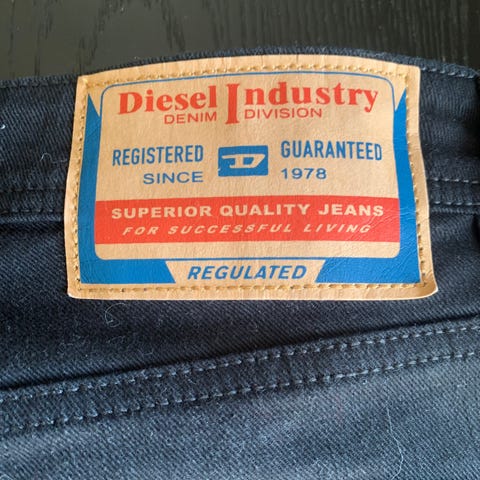 Diesel Industry
DENIM DIVISION
REGISTERED D GUARANTEED
SINCE 1978
SUPERIOR QUALITY JEANS
FOR SUCCESSFUL LIVING
REGULATED